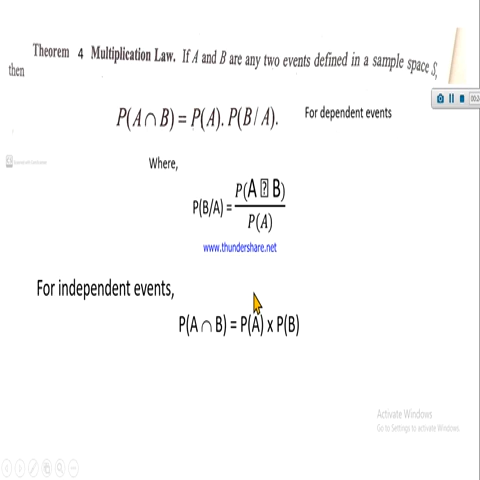 Theorem 4 Multiplication Law. If A and B are any two events defined in a sample space S,
then
P(A ∩ B) = P(A). P(B / A). For dependent events
Where,
P(B/A) = P(A □ B) / P(A)
www.thundershare.net
For independent events,
P(A ∩ B) = P(A) x P(B)
Activate Windows
Go to Settings to activate Windows.